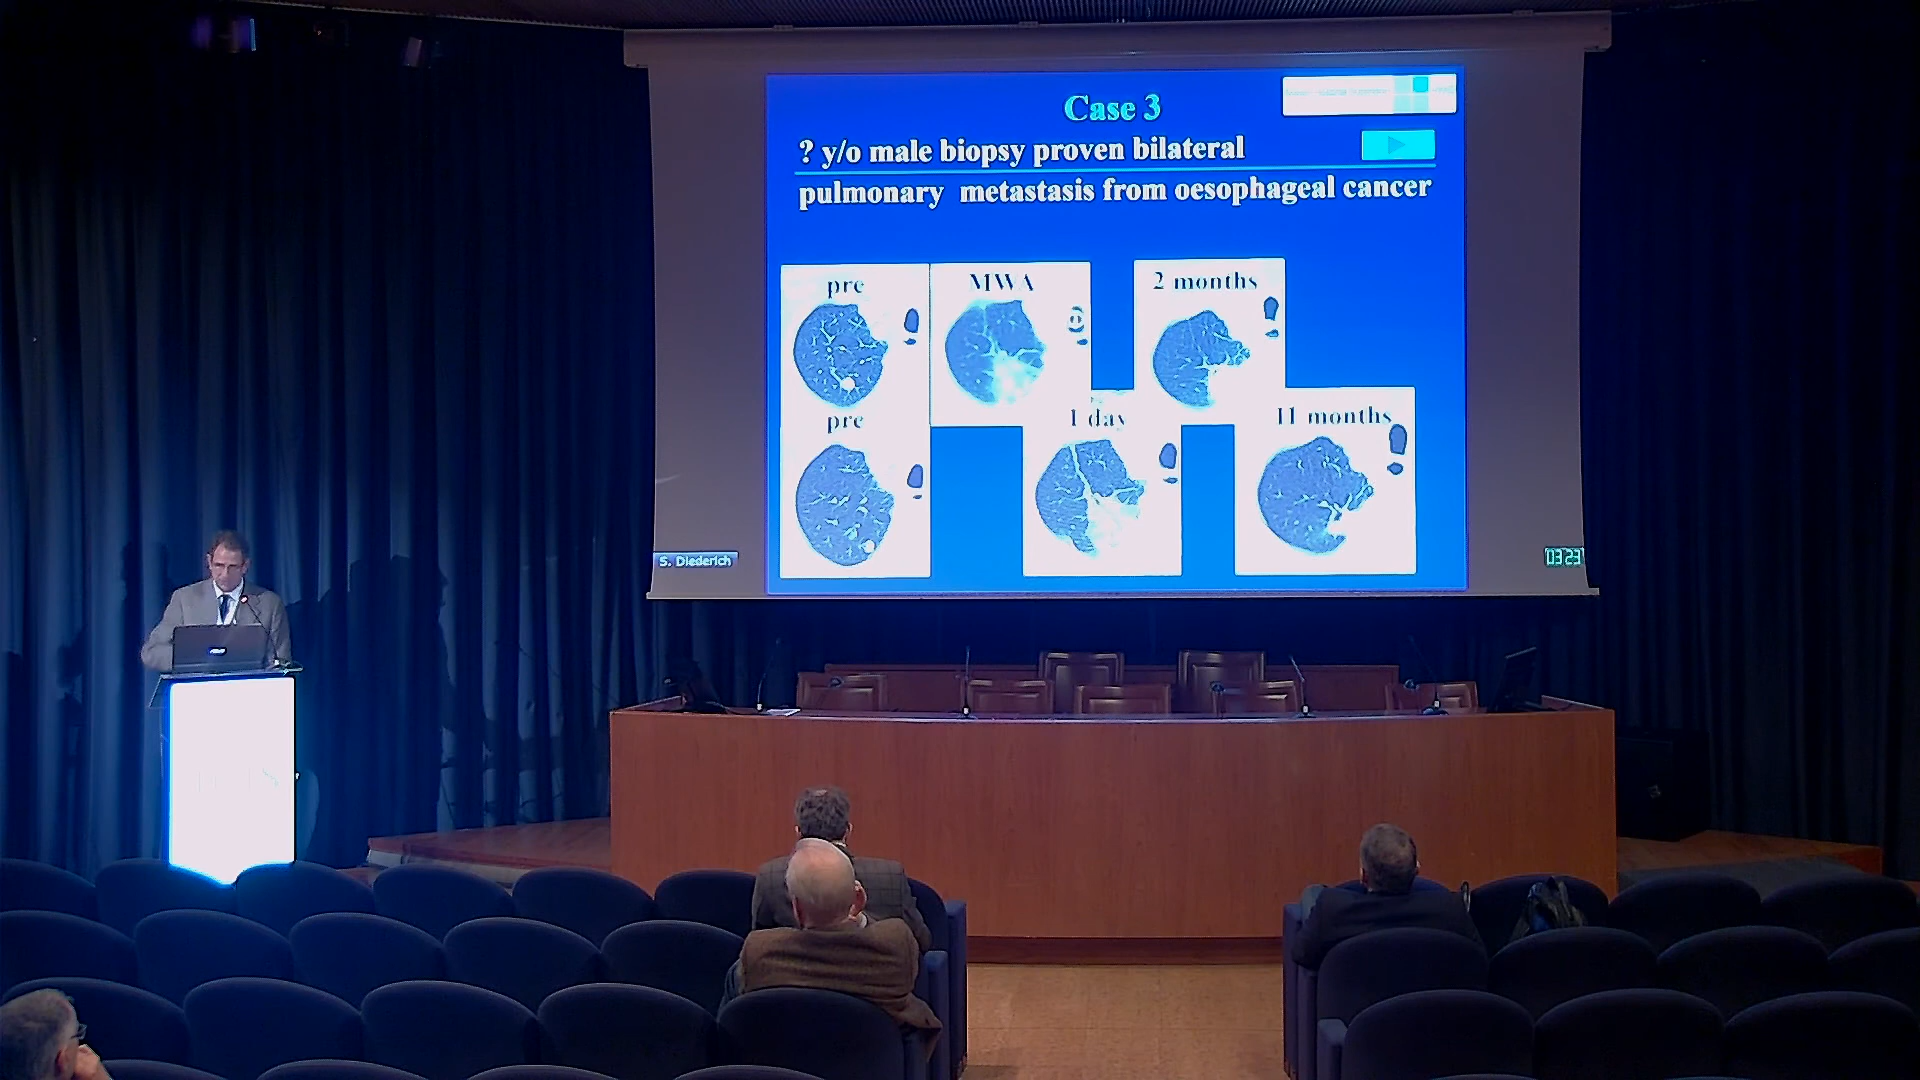 Case 3
? y/o male biopsy proven bilateral
pulmonary metastasis from oesophageal cancer
pre
MWA
2 months
pre
1 day
11 months
S. Diederich
03:23